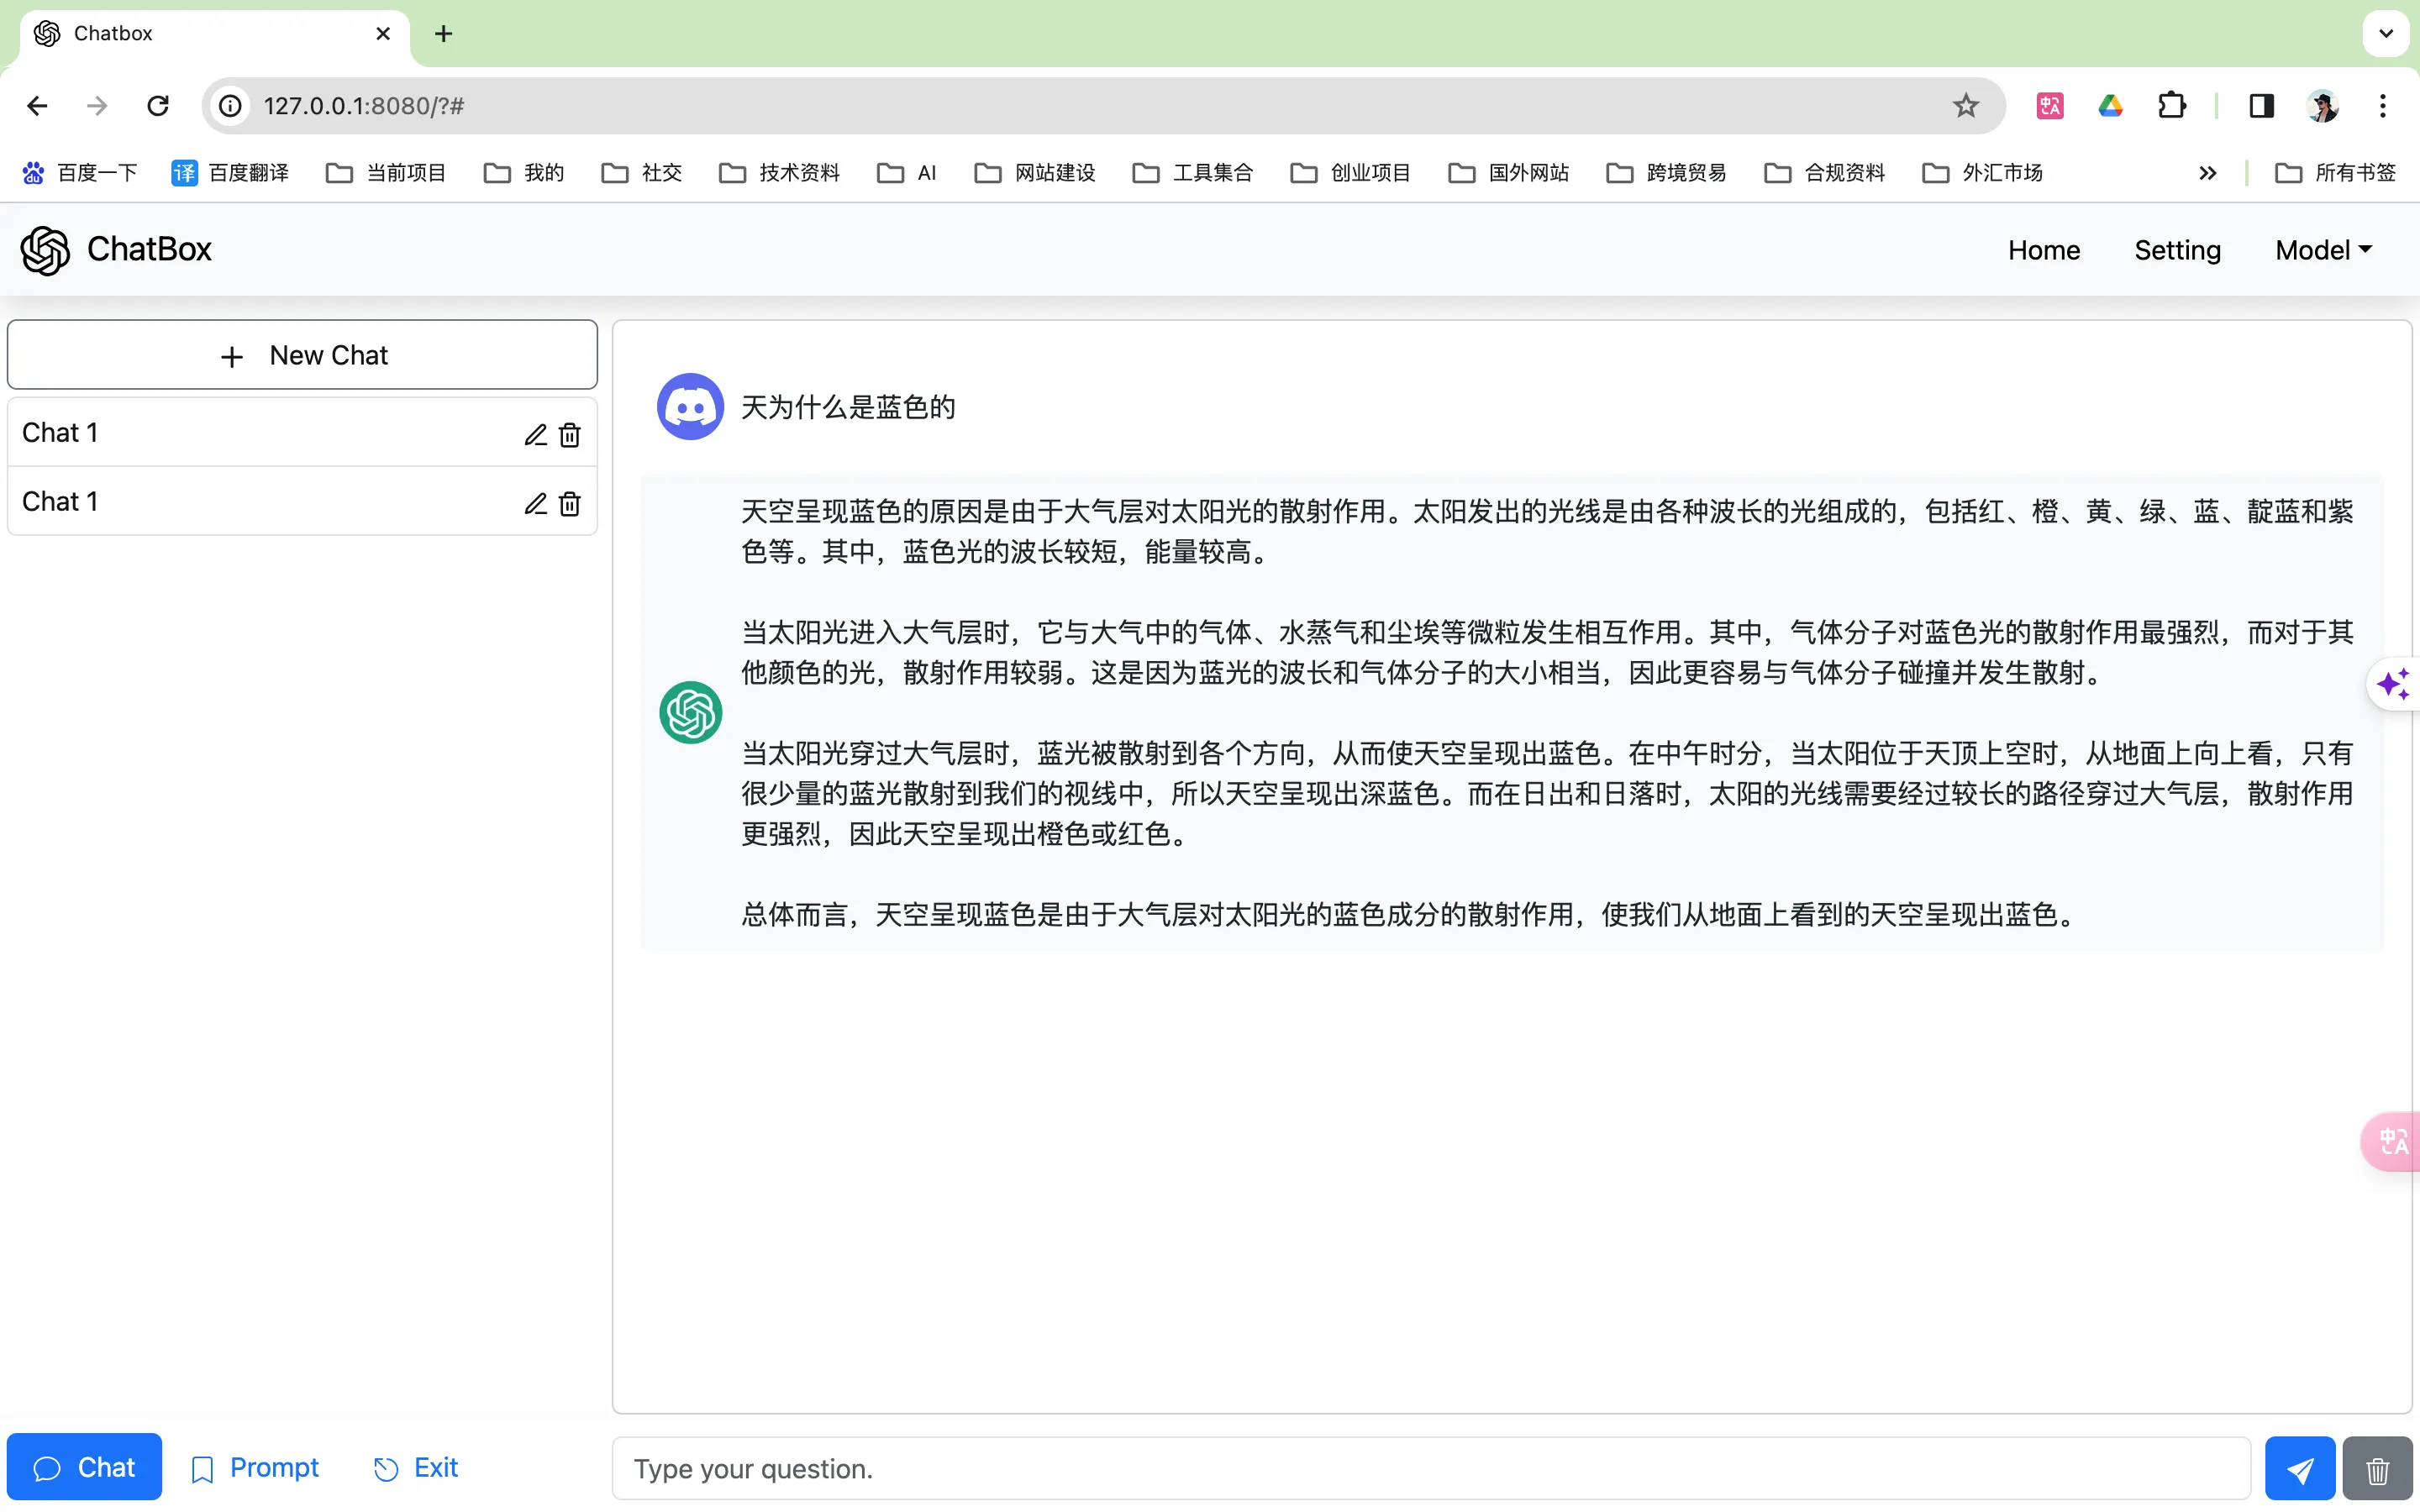 Chatbox
127.0.0.1:8080/?#
百度一下 译 百度翻译 当前项目 我的 社交 技术资料 AI 网站建设 工具集合 创业项目 国外网站 跨境贸易 合规资料 外汇市场 所有书签
ChatBox Home Setting Model
New Chat
Chat 1
Chat 1
天为什么是蓝色的
天空呈现蓝色的原因是由于大气层对太阳光的散射作用。太阳发出的光线是由各种波长的光组成的，包括红、橙、黄、绿、蓝、靛蓝和紫
色等。其中，蓝色光的波长较短，能量较高。
当太阳光进入大气层时，它与大气中的气体、水蒸气和尘埃等微粒发生相互作用。其中，气体分子对蓝色光的散射作用最强烈，而对于其
他颜色的光，散射作用较弱。这是因为蓝光的波长和气体分子的大小相当，因此更容易与气体分子碰撞并发生散射。
当太阳光穿过大气层时，蓝光被散射到各个方向，从而使天空呈现出蓝色。在中午时分，当太阳位于天顶上空时，从地面上向上看，只有
很少量的蓝光散射到我们的视线中，所以天空呈现出深蓝色。而在日出和日落时，太阳的光线需要经过较长的路径穿过大气层，散射作用
更强烈，因此天空呈现出橙色或红色。
总体而言，天空呈现蓝色是由于大气层对太阳光的蓝色成分的散射作用，使我们从地面上看到的天空呈现出蓝色。
Chat Prompt Exit Type your question.